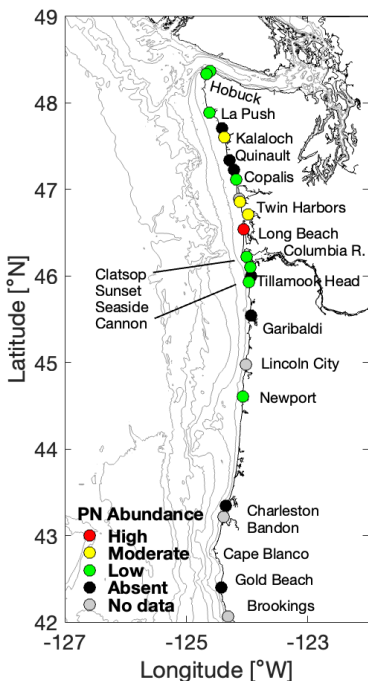 49
48
47
46
45
44
43
42
-127
-125
-123
Latitude [°N]
Longitude [°W]
Hobuck
La Push
Kalaloch
Quinault
Copalis
Twin Harbors
Long Beach
Columbia R.
Clatsop
Sunset
Seaside
Cannon
Tillamook Head
Garibaldi
Lincoln City
Newport
Charleston
Bandon
Cape Blanco
Gold Beach
Brookings
PN Abundance
High
Moderate
Low
Absent
No data